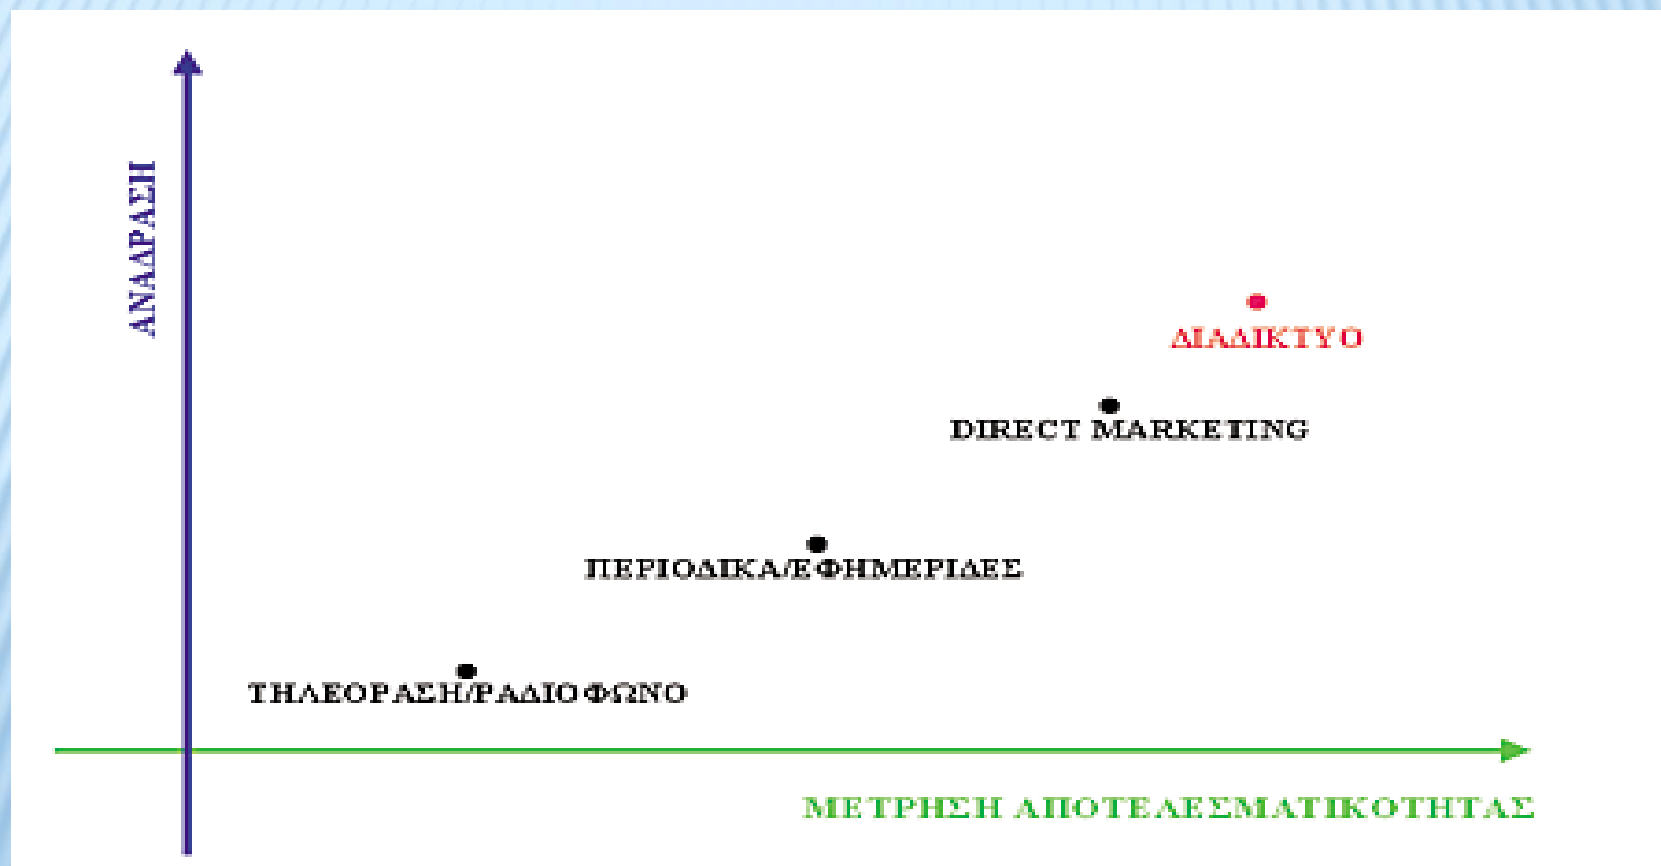 ΑΝΑΔΡΑΣΗ
ΔΙΑΔΙΚΤΥΟ
DIRECT MARKETING
ΠΕΡΙΟΔΙΚΑ/ΕΦΗΜΕΡΙΔΕΣ
ΤΗΛΕΟΡΑΣΗ/ΡΑΔΙΟΦΩΝΟ
ΜΕΤΡΗΣΗ ΑΠΟΤΕΛΕΣΜΑΤΙΚΟΤΗΤΑΣ